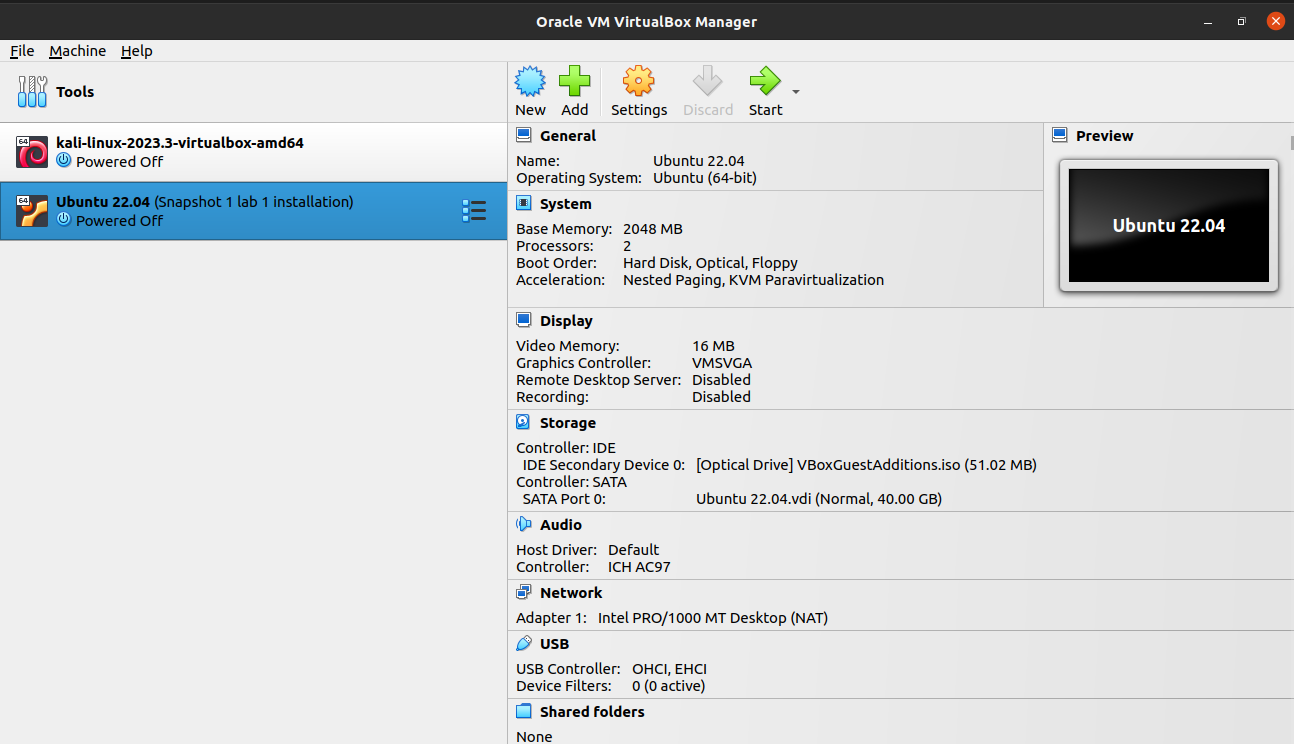 Oracle VM VirtualBox Manager
File Machine Help
Tools
New Add Settings Discard Start
64
kali-linux-2023.3-virtualbox-amd64
Powered Off
64
Ubuntu 22.04 (Snapshot 1 lab 1 installation)
Powered Off
General
Name: Ubuntu 22.04
Operating System: Ubuntu (64-bit)
Preview
Ubuntu 22.04
System
Base Memory: 2048 MB
Processors: 2
Boot Order: Hard Disk, Optical, Floppy
Acceleration: Nested Paging, KVM Paravirtualization
Display
Video Memory: 16 MB
Graphics Controller: VMSVGA
Remote Desktop Server: Disabled
Recording: Disabled
Storage
Controller: IDE
IDE Secondary Device 0: [Optical Drive] VBoxGuestAdditions.iso (51.02 MB)
Controller: SATA
SATA Port 0: Ubuntu 22.04.vdi (Normal, 40.00 GB)
Audio
Host Driver: Default
Controller: ICH AC97
Network
Adapter 1: Intel PRO/1000 MT Desktop (NAT)
USB
USB Controller: OHCI, EHCI
Device Filters: 0 (0 active)
Shared folders
None